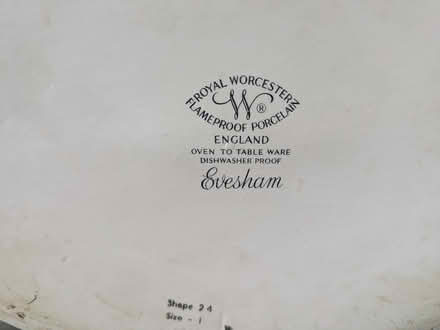 ROYAL WORCESTER
W ®
FLAMEPROOF PORCELAIN
ENGLAND
OVEN TO TABLE WARE
DISHWASHER PROOF
Evesham
Shape 24
Size - 1